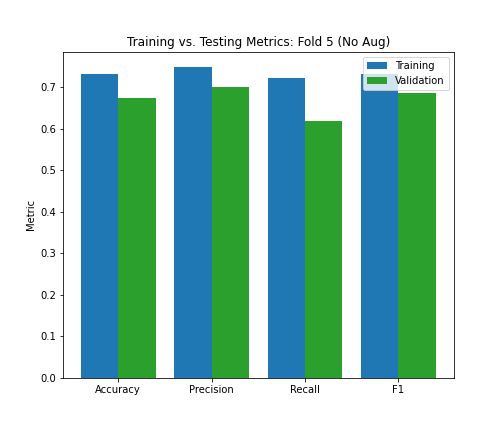 Training vs. Testing Metrics: Fold 5 (No Aug)
Training
Validation
Metric
0.7
0.6
0.5
0.4
0.3
0.2
0.1
0.0
Accuracy
Precision
Recall
F1